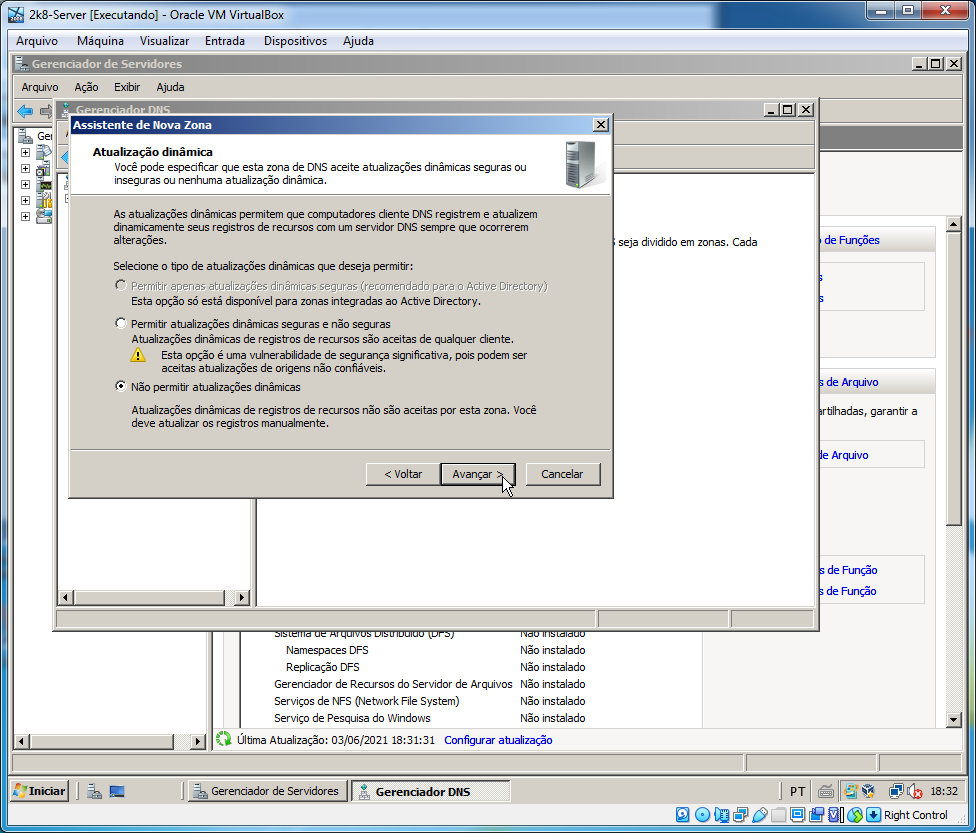 2k8-Server [Executando] - Oracle VM VirtualBox
Arquivo Máquina Visualizar Entrada Dispositivos Ajuda
Gerenciador de Servidores
Arquivo Ação Exibir Ajuda
Gerenciador DNS
Assistente de Nova Zona
Atualização dinâmica
Você pode especificar que esta zona de DNS aceite atualizações dinâmicas seguras ou
inseguras ou nenhuma atualização dinâmica.
As atualizações dinâmicas permitem que computadores cliente DNS registrem e atualizem
dinamicamente seus registros de recursos com um servidor DNS sempre que ocorrerem
alterações.
seja dividido em zonas. Cada
de Funções
Selecione o tipo de atualizações dinâmicas que deseja permitir:
Permitir apenas atualizações dinâmicas seguras (recomendado para o Active Directory)
Esta opção só está disponível para zonas integradas ao Active Directory.
Permitir atualizações dinâmicas seguras e não seguras
Atualizações dinâmicas de registros de recursos são aceitas de qualquer cliente.
Esta opção é uma vulnerabilidade de segurança significativa, pois podem ser
aceitas atualizações de origens não confiáveis.
Não permitir atualizações dinâmicas
Atualizações dinâmicas de registros de recursos não são aceitas por esta zona. Você
deve atualizar os registros manualmente.
s de Arquivo
artilhadas, garantir a
de Arquivo
< Voltar Avançar > Cancelar
s de Função
s de Função
Sistema de Arquivos Distribuído (DFS) Não instalado
Namespaces DFS Não instalado
Replicação DFS Não instalado
Gerenciador de Recursos do Servidor de Arquivos Não instalado
Serviços de NFS (Network File System) Não instalado
Serviço de Pesquisa do Windows Não instalado
Última Atualização: 03/06/2021 18:31:31 Configurar atualização
Iniciar Gerenciador de Servidores Gerenciador DNS PT 18:32
Right Control